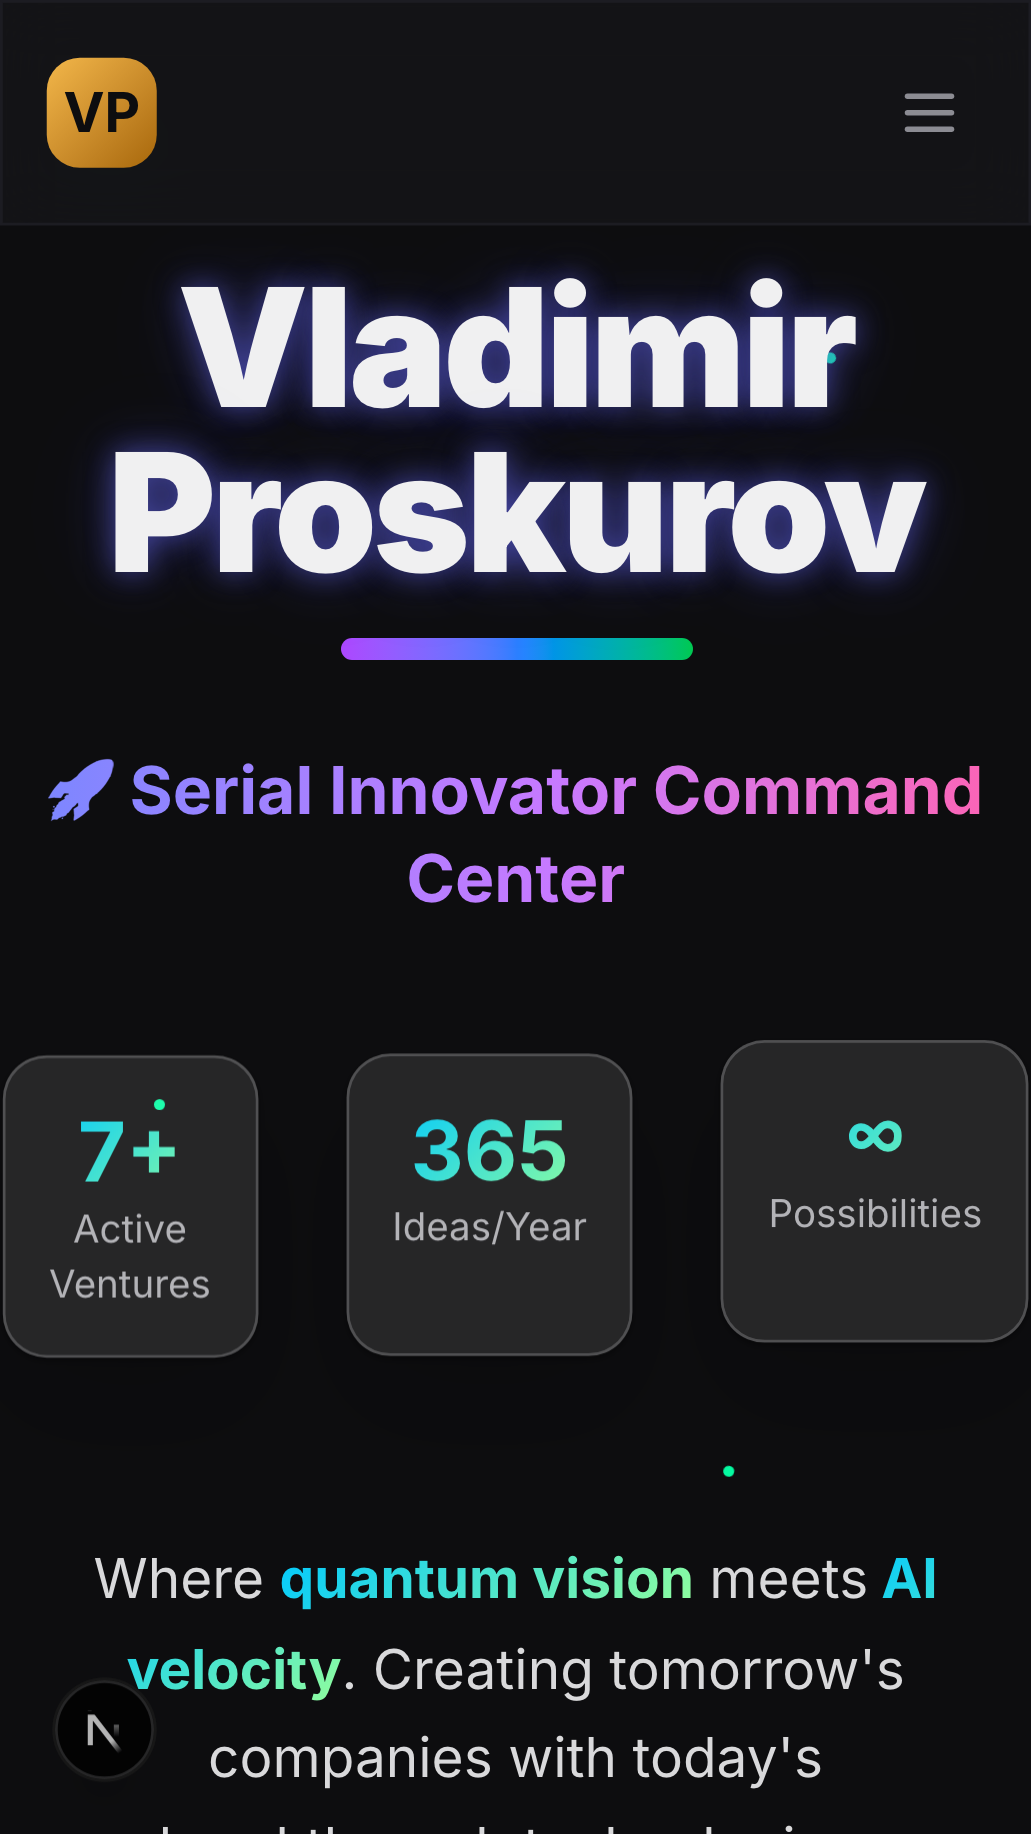 VP
Vladimir
Proskurov
🚀 Serial Innovator Command
Center
7+
Active
Ventures
365
Ideas/Year
∞
Possibilities
Where quantum vision meets AI
velocity. Creating tomorrow's
companies with today's
N